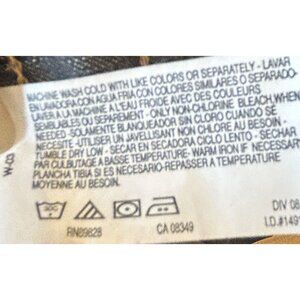 MACHINE WASH COLD WITH LIKE COLORS OR SEPARATELY - LAVAR
EN LAVADORA CON AGUA FRIA CON COLORES SIMILARES O SEPARADO-
LAVER A LA MACHINE A L'EAU FROIDE AVEC DES COULEURS
SEMBLABLES OU SEPAREMENT - ONLY NON-CHLORINE BLEACH, WHEN
NEEDED - SOLAMENTE BLANQUEADOR SIN CLORO CUANDO SE
NECESITE - UTILISER UN JAVELLISANT NON CHLORE AU BESOIN -
TUMBLE DRY LOW - SECAR EN SECADORA CICLO LENTO - SECHAR
PAR CULBUTAGE A BASSE TEMPERATURE- WARM IRON IF NECESSARY
PLANCHA TIBIA SI ES NECESARIO-REPASSER A TEMPERATURE
MOYENNE AU BESOIN.
W-03
30C
RN89828
CA 08349
DIV 08
I.D.#149